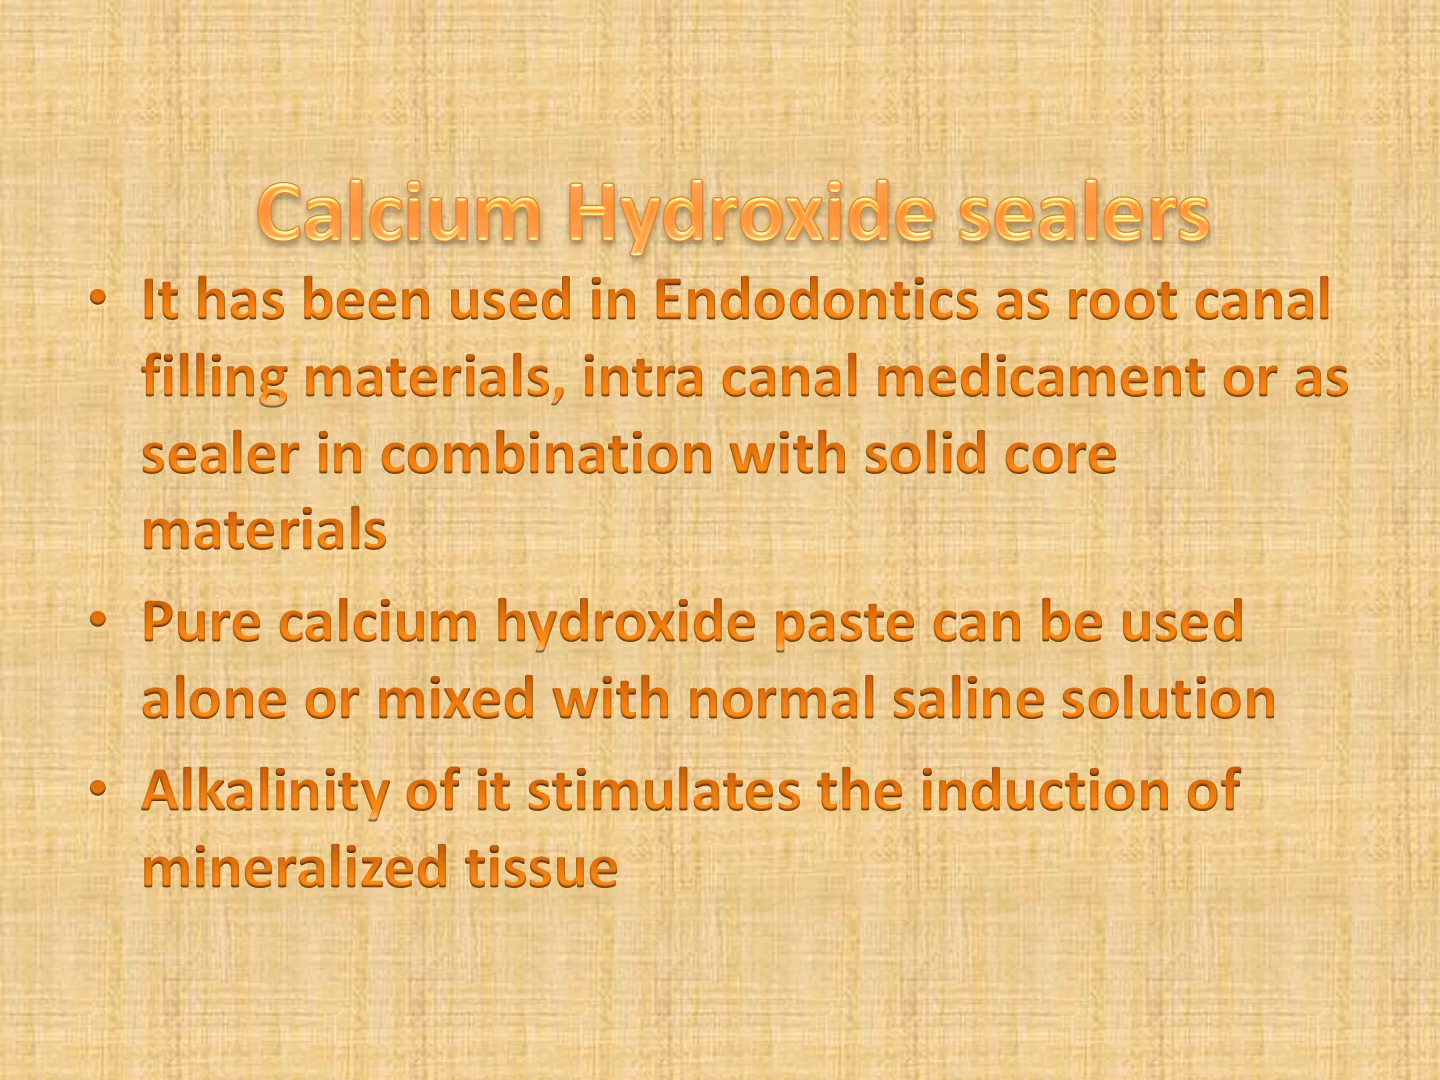 Calcium Hydroxide sealers
• It has been used in Endodontics as root canal
filling materials, intra canal medicament or as
sealer in combination with solid core
materials
• Pure calcium hydroxide paste can be used
alone or mixed with normal saline solution
• Alkalinity of it stimulates the induction of
mineralized tissue